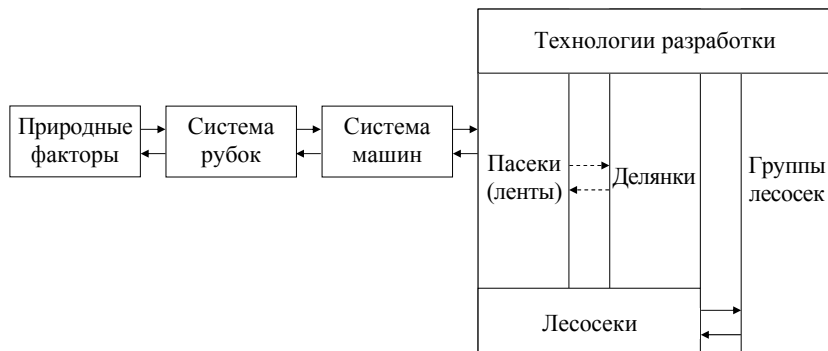 Технологии разработки
Природные
факторы
Система
рубок
Система
машин
Пасеки
(ленты)
Делянки
Группы
лесосек
Лесосеки